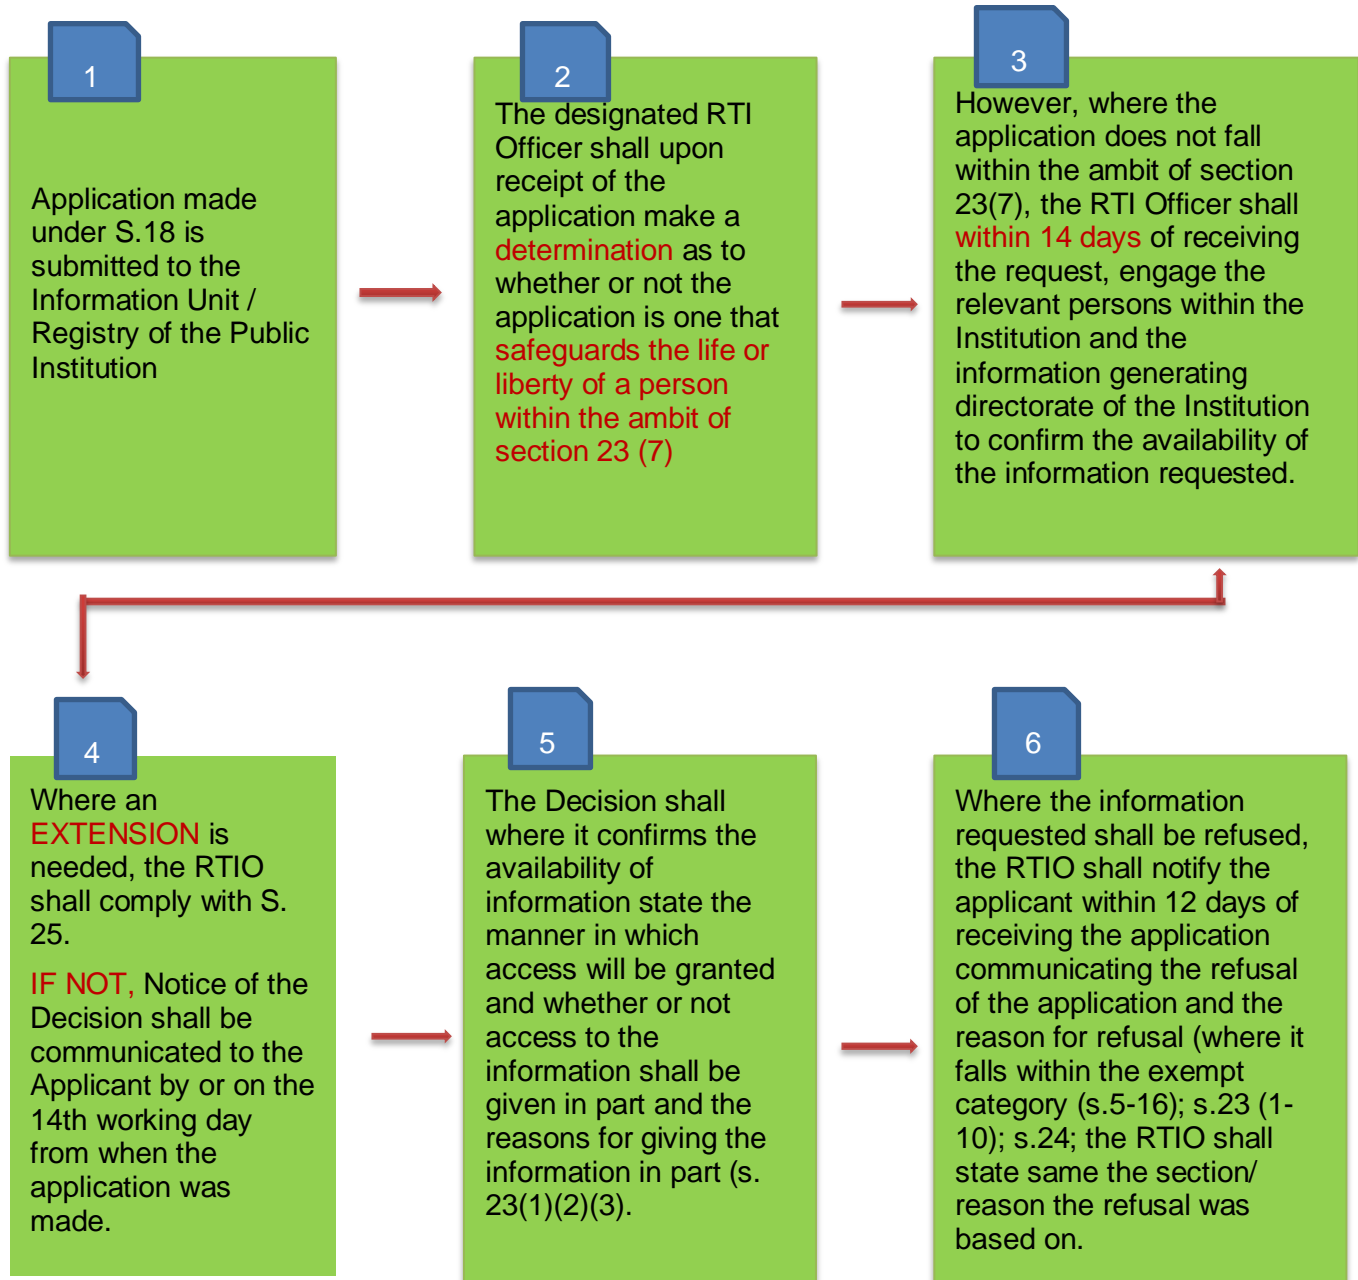 1
Application made
under S.18 is
submitted to the
Information Unit /
Registry of the Public
Institution
2
The designated RTI
Officer shall upon
receipt of the
application make a
determination as to
whether or not the
application is one that
safeguards the life or
liberty of a person
within the ambit of
section 23 (7)
3
However, where the
application does not fall
within the ambit of section
23(7), the RTI Officer shall
within 14 days of receiving
the request, engage the
relevant persons within the
Institution and the
information generating
directorate of the Institution
to confirm the availability of
the information requested.
4
Where an
EXTENSION is
needed, the RTIO
shall comply with S.
25.
IF NOT, Notice of the
Decision shall be
communicated to the
Applicant by or on the
14th working day
from when the
application was
made.
5
The Decision shall
where it confirms the
availability of
information state the
manner in which
access will be granted
and whether or not
access to the
information shall be
given in part and the
reasons for giving the
information in part (s.
23(1)(2)(3).
6
Where the information
requested shall be refused,
the RTIO shall notify the
applicant within 12 days of
receiving the application
communicating the refusal
of the application and the
reason for refusal (where it
falls within the exempt
category (s.5-16); s.23 (1-
10); s.24; the RTIO shall
state same the section/
reason the refusal was
based on.